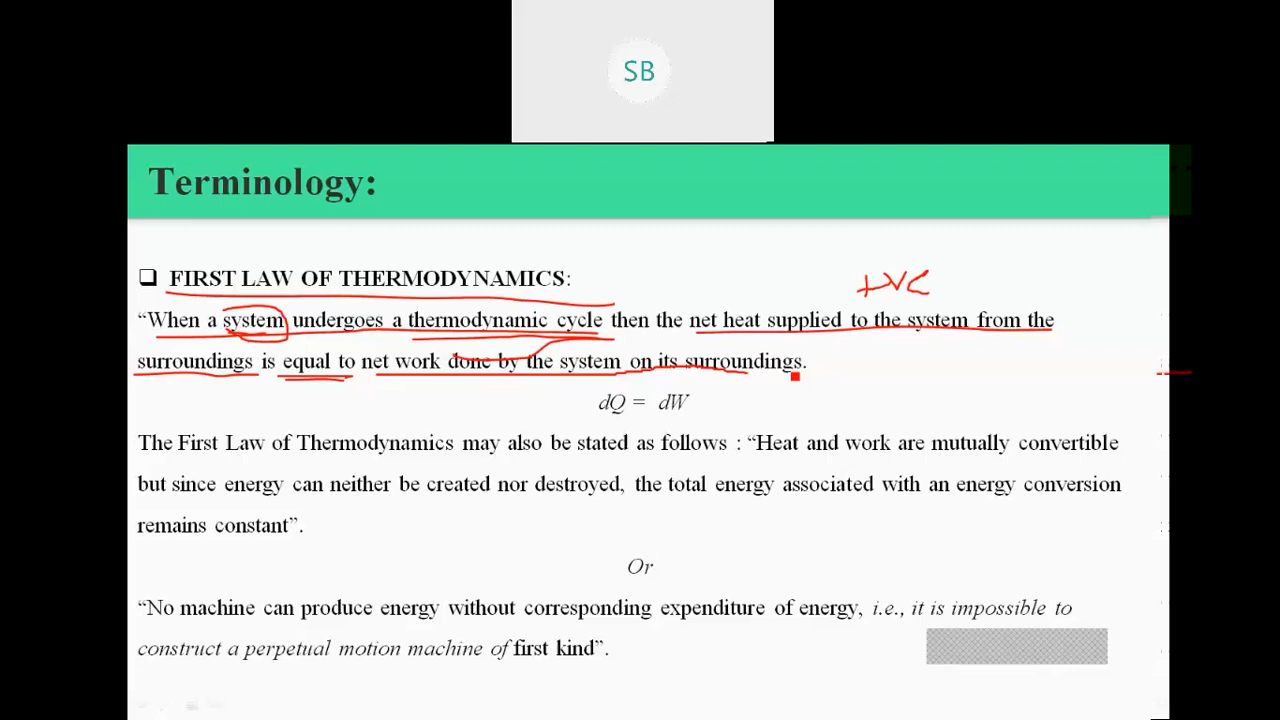 SB
Terminology:
❑ FIRST LAW OF THERMODYNAMICS:
+ve
“When a system undergoes a thermodynamic cycle then the net heat supplied to the system from the
surroundings is equal to net work done by the system on its surroundings.
dQ = dW
The First Law of Thermodynamics may also be stated as follows : “Heat and work are mutually convertible
but since energy can neither be created nor destroyed, the total energy associated with an energy conversion
remains constant”.
Or
“No machine can produce energy without corresponding expenditure of energy, i.e., it is impossible to
construct a perpetual motion machine of first kind”.